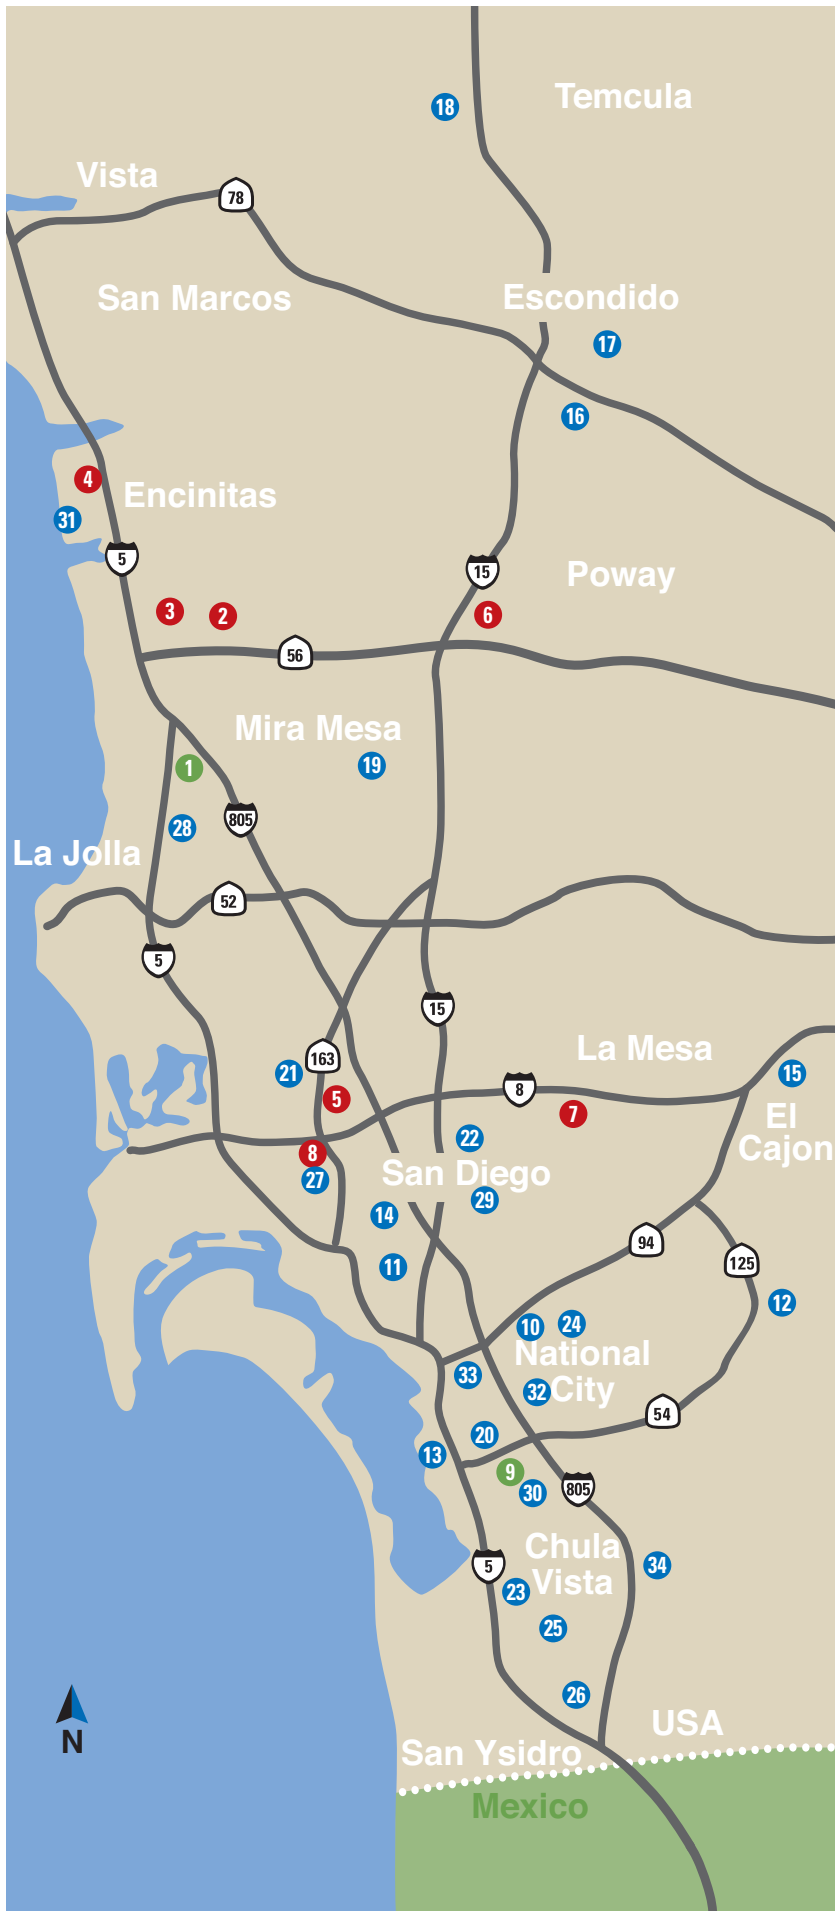 Temcula
18
Vista
78
San Marcos
Escondido
17
16
4
Encinitas
31
5
15
Poway
3
2
6
56
Mira Mesa
1
19
805
28
La Jolla
52
5
15
La Mesa
163
21
15
8
5
7
El
Cajon
22
8
San Diego
27
29
14
94
125
11
12
10
24
National
City
33
32
54
20
13
9
30
805
Chula
Vista
5
34
23
25
26
USA
N
San Ysidro
Mexico